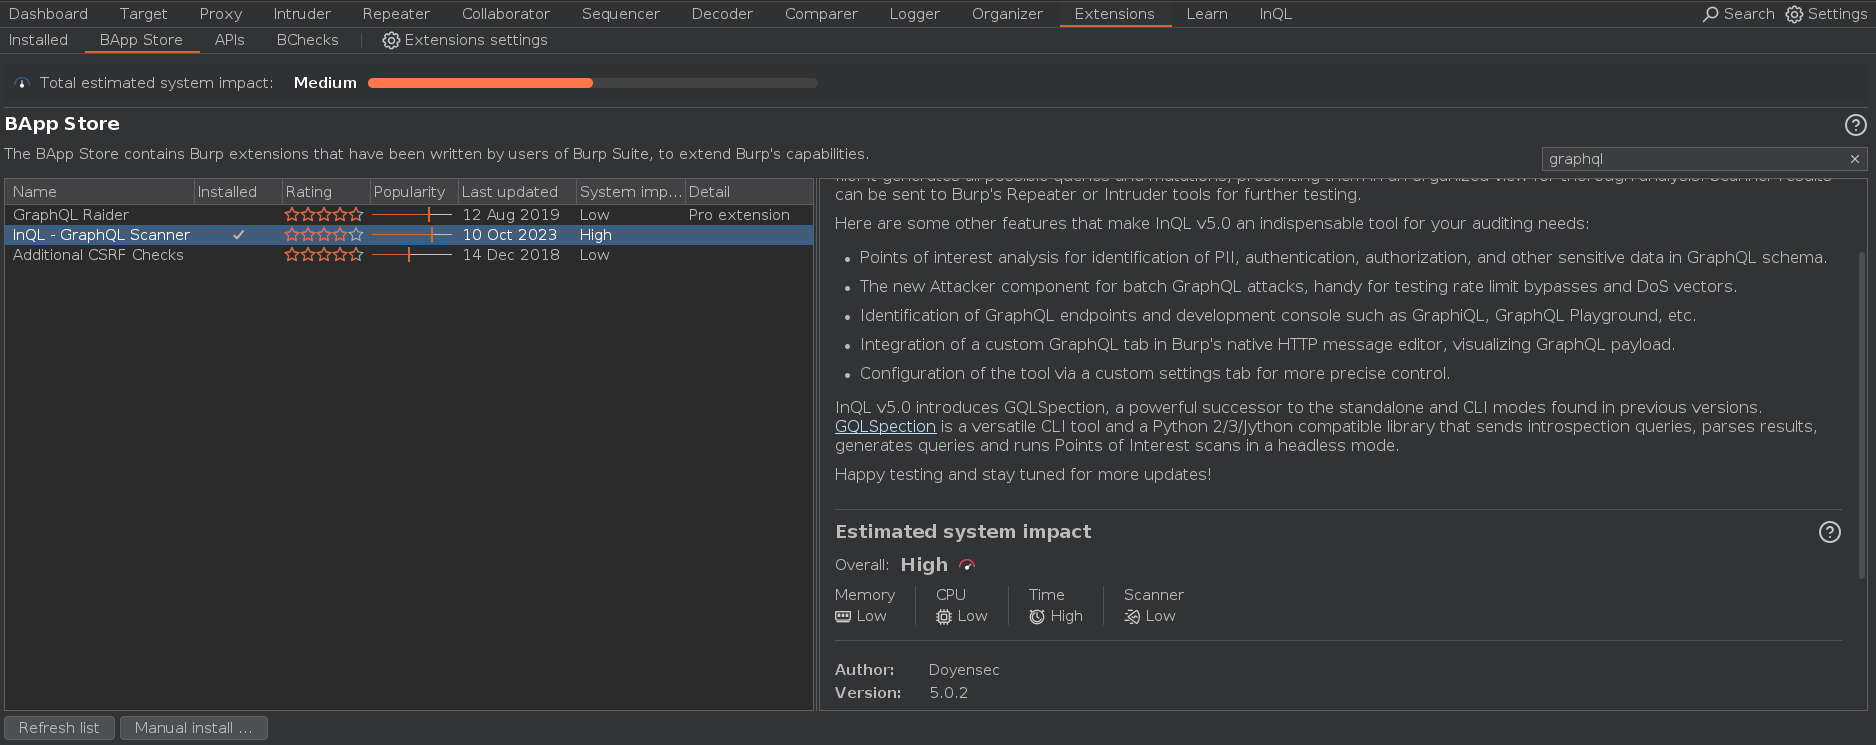 Dashboard Target Proxy Intruder Repeater Collaborator Sequencer Decoder Comparer Logger Organizer Extensions Learn InQL Search Settings
Installed BApp Store APIs BChecks Extensions settings
Total estimated system impact: Medium
BApp Store
The BApp Store contains Burp extensions that have been written by users of Burp Suite, to extend Burp's capabilities.
graphql
Name Installed Rating Popularity Last updated System imp... Detail
GraphQL Raider 12 Aug 2019 Low Pro extension
InQL - GraphQL Scanner 10 Oct 2023 High
Additional CSRF Checks 14 Dec 2018 Low
can be sent to Burp's Repeater or Intruder tools for further testing.
Here are some other features that make InQL v5.0 an indispensable tool for your auditing needs:
• Points of interest analysis for identification of PII, authentication, authorization, and other sensitive data in GraphQL schema.
• The new Attacker component for batch GraphQL attacks, handy for testing rate limit bypasses and DoS vectors.
• Identification of GraphQL endpoints and development console such as GraphiQL, GraphQL Playground, etc.
• Integration of a custom GraphQL tab in Burp's native HTTP message editor, visualizing GraphQL payload.
• Configuration of the tool via a custom settings tab for more precise control.
InQL v5.0 introduces GQLSpection, a powerful successor to the standalone and CLI modes found in previous versions.
GQLSpection is a versatile CLI tool and a Python 2/3/Jython compatible library that sends introspection queries, parses results,
generates queries and runs Points of Interest scans in a headless mode.
Happy testing and stay tuned for more updates!
Estimated system impact
Overall: High
Memory CPU Time Scanner
Low Low High Low
Author: Doyensec
Version: 5.0.2
Refresh list Manual install ...